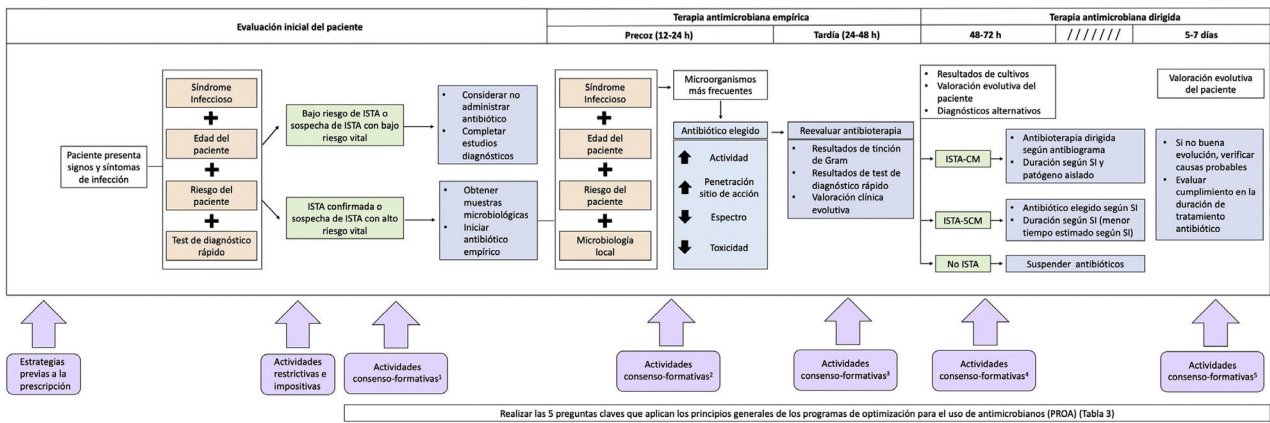 Evaluación inicial del paciente
Terapia antimicrobiana empírica
Terapia antimicrobiana dirigida
Precoz (12-24 h)
Tardía (24-48 h)
48-72 h
///////
5-7 días
Paciente presenta
signos y síntomas
de infección
Síndrome
Infeccioso
+
Edad del
paciente
+
Riesgo del
paciente
+
Test de diagnóstico
rápido
Bajo riesgo de ISTA o
sospecha de ISTA con bajo
riesgo vital
ISTA confirmada o
sospecha de ISTA con alto
riesgo vital
• Considerar no
administrar
antibiótico
• Completar
estudios
diagnósticos
• Obtener
muestras
microbiológicas
• Iniciar
antibiótico
empírico
Síndrome
Infeccioso
+
Edad del
paciente
+
Riesgo del
paciente
+
Microbiología
local
Microorganismos
más frecuentes
Antibiótico elegido
Actividad
Penetración
sitio de acción
Espectro
Toxicidad
Reevaluar antibioterapia
• Resultados de tinción
de Gram
• Resultados de test de
diagnóstico rápido
• Valoración clínica
evolutiva
• Resultados de cultivos
• Valoración evolutiva del
paciente
• Diagnósticos alternativos
ISTA-CM
• Antibioterapia dirigida
según antibiograma
• Duración según SI y
patógeno aislado
ISTA-SCM
• Antibiótico elegido según SI
• Duración según SI (menor
tiempo estimado según SI)
No ISTA
Suspender antibióticos
Valoración evolutiva
del paciente
• Si no buena
evolución, verificar
causas probables
• Evaluar
cumplimiento en la
duración de
tratamiento
antibiótico
Estrategias
previas a la
prescripción
Actividades
restrictivas e
impositivas
Actividades
consenso-formativas¹
Actividades
consenso-formativas²
Actividades
consenso-formativas³
Actividades
consenso-formativas⁴
Actividades
consenso-formativas⁵
Realizar las 5 preguntas claves que aplican los principios generales de los programas de optimización para el uso de antimicrobianos (PROA) (Tabla 3)